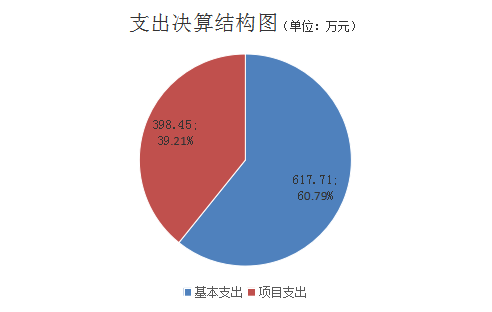 支出决算结构图（单位：万元）
398.45;
39.21%
617.71;
60.79%
基本支出 项目支出